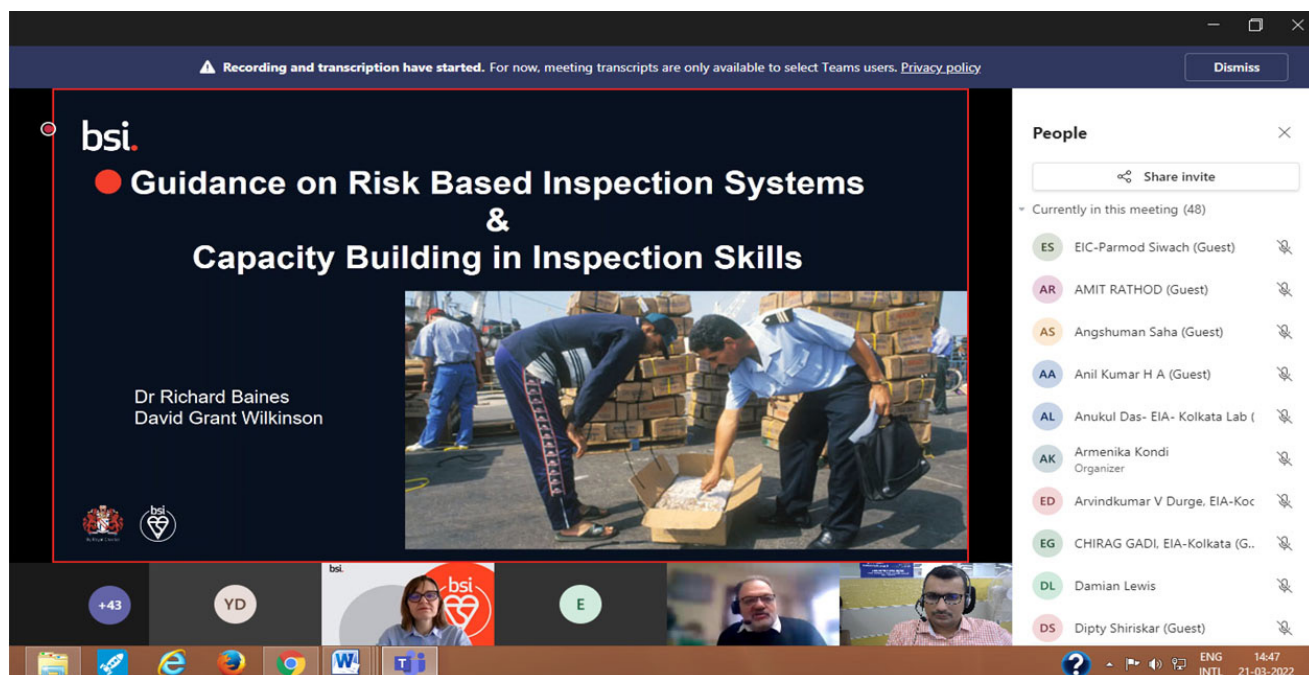 Recording and transcription have started. For now, meeting transcripts are only available to select Teams users. Privacy policy
Dismiss
bsi.
Guidance on Risk Based Inspection Systems
&
Capacity Building in Inspection Skills
Dr Richard Baines
David Grant Wilkinson
bsi
People
Share invite
Currently in this meeting (48)
ES EIC-Parmod Siwach (Guest)
AR AMIT RATHOD (Guest)
AS Angshuman Saha (Guest)
AA Anil Kumar H A (Guest)
AL Anukul Das- EIA- Kolkata Lab (
AK Armenika Kondi
Organizer
ED Arvindkumar V Durge, EIA-Koc
EG CHIRAG GADI, EIA-Kolkata (G..
DL Damian Lewis
DS Dipty Shiriskar (Guest)
+43
YD
bsi.
bsi
E
W
T
?
ENG
INTL
14:47
21-03-2022